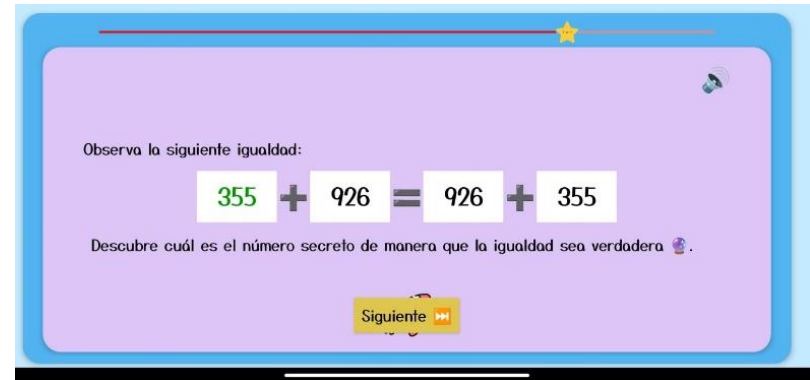 Observa la siguiente igualdad:
355 + 926 = 926 + 355
Descubre cuál es el número secreto de manera que la igualdad sea verdadera 🔮.
Siguiente ⏭